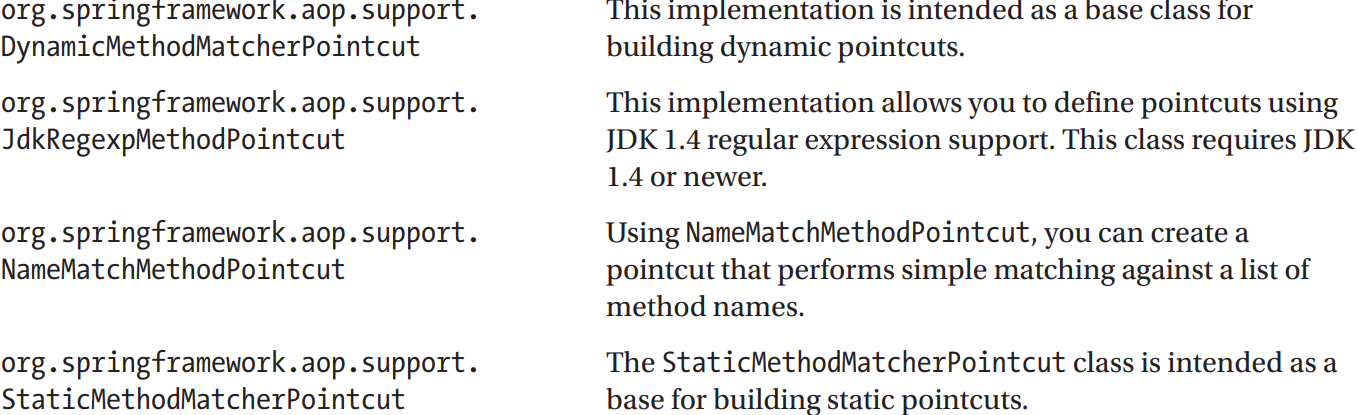 org.springframework.aop.support.
DynamicMethodMatcherPointcut
This implementation is intended as a base class for
building dynamic pointcuts.
org.springframework.aop.support.
JdkRegexpMethodPointcut
This implementation allows you to define pointcuts using
JDK 1.4 regular expression support. This class requires JDK
1.4 or newer.
org.springframework.aop.support.
NameMatchMethodPointcut
Using NameMatchMethodPointcut, you can create a
pointcut that performs simple matching against a list of
method names.
org.springframework.aop.support.
StaticMethodMatcherPointcut
The StaticMethodMatcherPointcut class is intended as a
base for building static pointcuts.